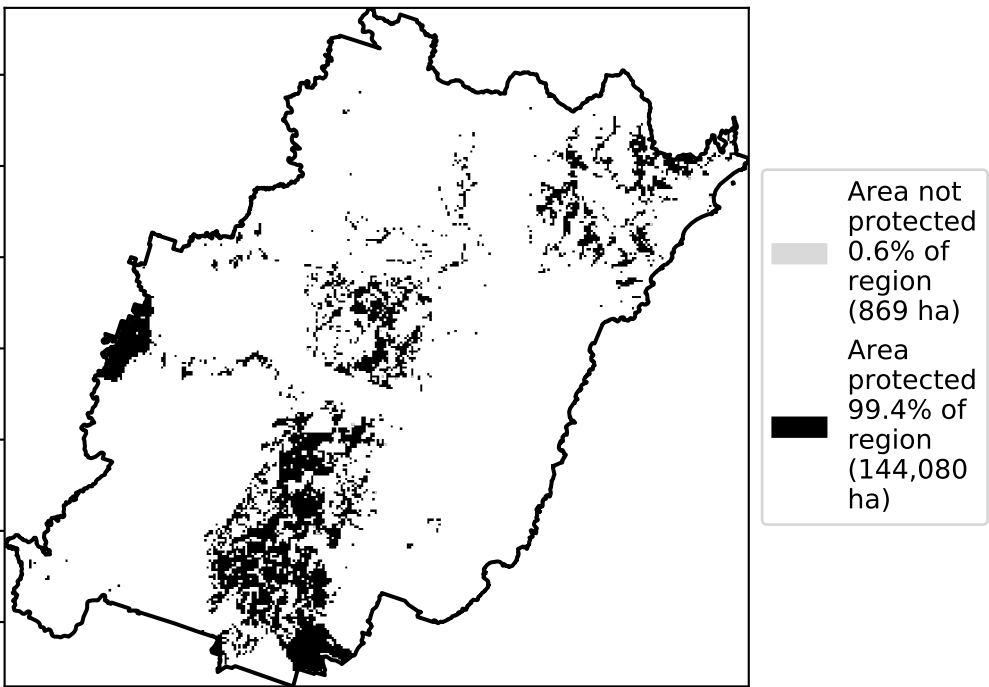 Area not
protected
0.6% of
region
(869 ha)
Area
protected
99.4% of
region
(144,080
ha)